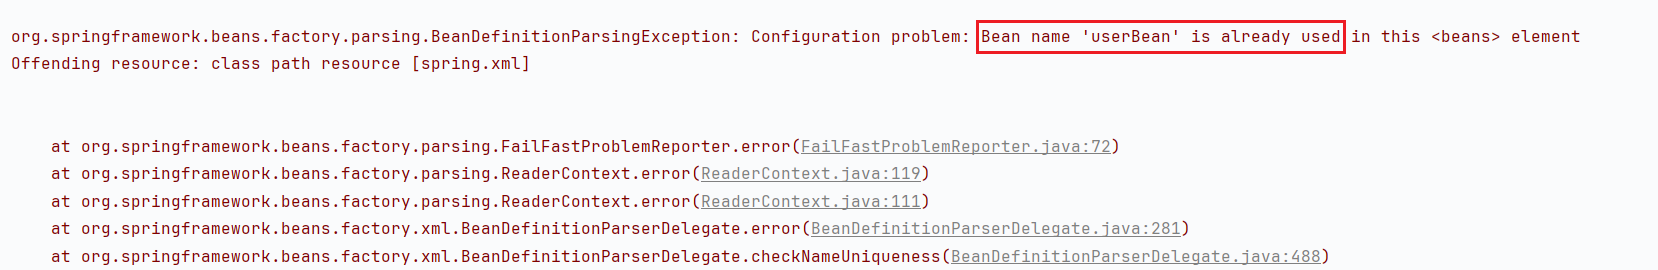 org.springframework.beans.factory.parsing.BeanDefinitionParsingException: Configuration problem: Bean name 'userBean' is already used in this <beans> element
Offending resource: class path resource [spring.xml]
at org.springframework.beans.factory.parsing.FailFastProblemReporter.error(FailFastProblemReporter.java:72)
at org.springframework.beans.factory.parsing.ReaderContext.error(ReaderContext.java:119)
at org.springframework.beans.factory.parsing.ReaderContext.error(ReaderContext.java:111)
at org.springframework.beans.factory.xml.BeanDefinitionParserDelegate.error(BeanDefinitionParserDelegate.java:281)
at org.springframework.beans.factory.xml.BeanDefinitionParserDelegate.checkNameUniqueness(BeanDefinitionParserDelegate.java:488)